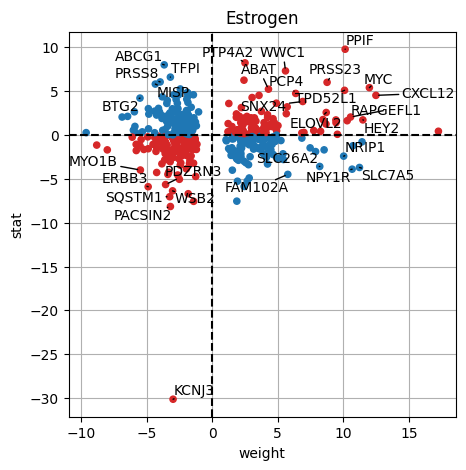 Estrogen
PPIF
PTP4A2 WWC1
ABCG1
TFPI
ABAT
PRSS23
PRSS8
PCP4
MYC
MISP
CXCL12
BTG2
SNX24
TPD52L1
RAPGEFL1
HEY2
NRIP1
MYO1B
SLC26A2
PDZRN3
ERBB3
NPY1R
SLC7A5
FAM102A
SQSTM1
WSB2
PACSIN2
KCNJ3
10
5
0
−5
−10
−15
−20
−25
−30
stat
−10
−5
0
5
10
15
weight